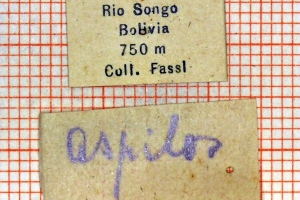 Rio Songo
Bolivia
750 m
Coll. Fassl
aspilos